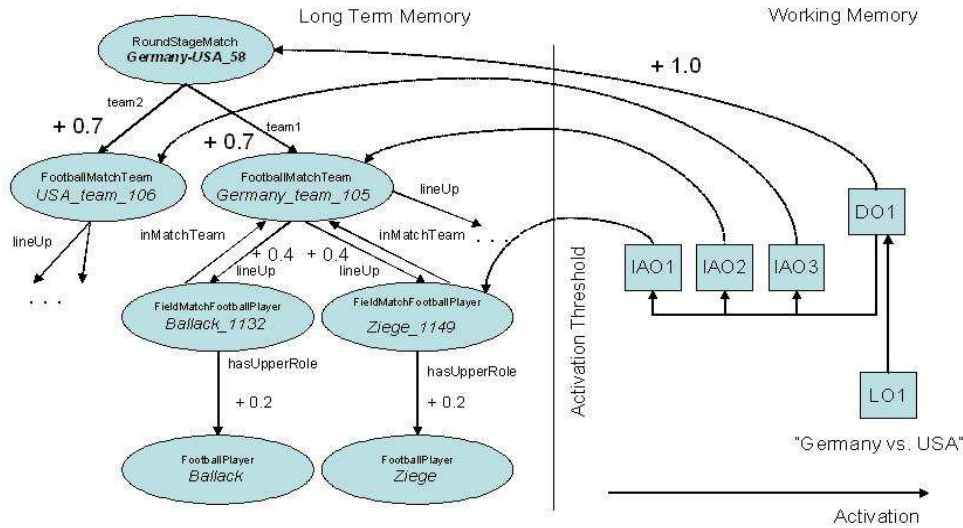 Long Term Memory
Working Memory
RoundStageMatch
Germany-USA_58
+ 1.0
team2
team1
+ 0.7
+ 0.7
FootballMatchTeam
USA_team_106
FootballMatchTeam
Germany_team_105
lineUp
DO1
lineUp
inMatchTeam
inMatchTeam
. . .
+ 0.4
+ 0.4
lineUp
lineUp
IAO1
IAO2
IAO3
. . .
FieldMatchFootballPlayer
Ballack_1132
FieldMatchFootballPlayer
Ziege_1149
Activation Threshold
hasUpperRole
hasUpperRole
+ 0.2
+ 0.2
LO1
"Germany vs. USA"
FootballPlayer
Ballack
FootballPlayer
Ziege
Activation